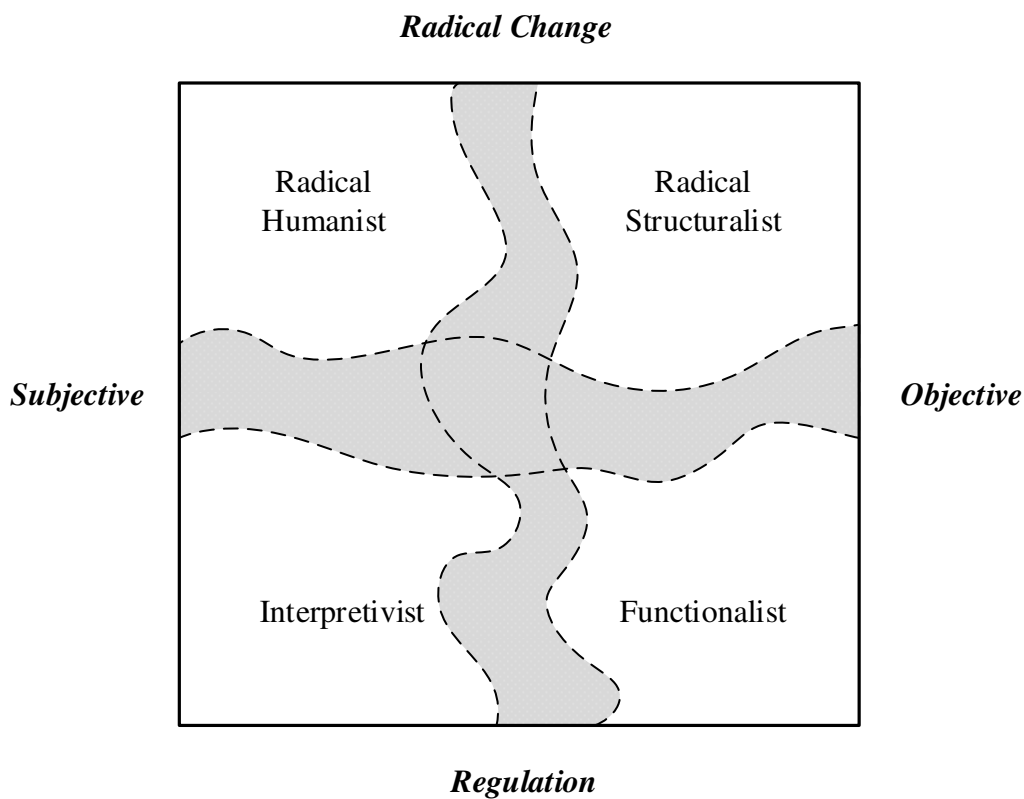 Radical Change
Radical
Humanist
Radical
Structuralist
Subjective
Objective
Interpretivist
Functionalist
Regulation